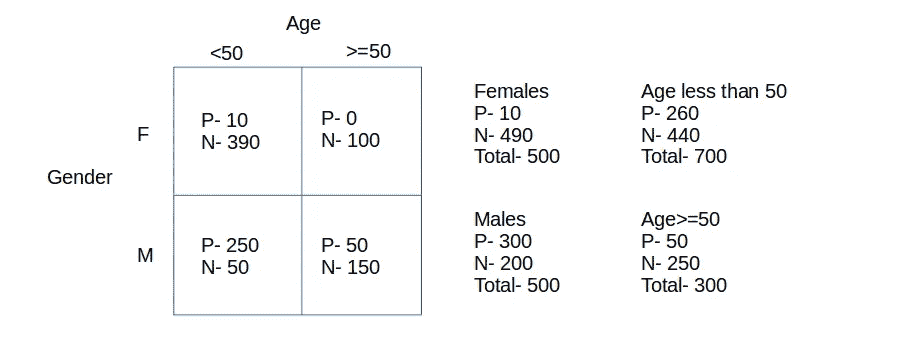 Age
<50
>=50
F
P- 10
N- 390
P- 0
N- 100
Gender
M
P- 250
N- 50
P- 50
N- 150
Females
P- 10
N- 490
Total- 500
Age less than 50
P- 260
N- 440
Total- 700
Males
P- 300
N- 200
Total- 500
Age>=50
P- 50
N- 250
Total- 300